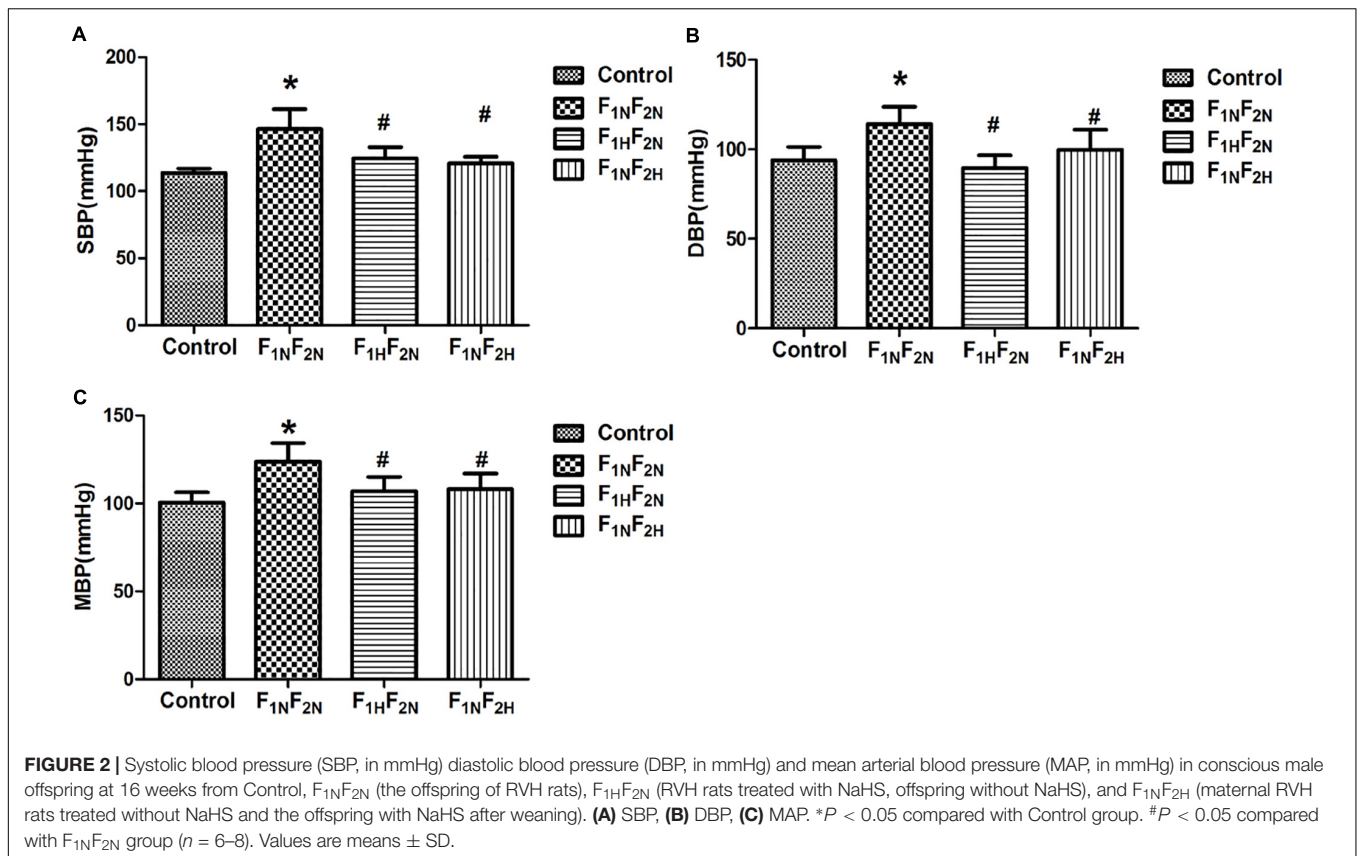 A
200
150
100
50
0
SBP(mmHg)
*
#
#
Control
F1NF2N
F1HF2N
F1NF2H
Control
F1NF2N
F1HF2N
F1NF2H
B
150
100
50
0
DBP(mmHg)
*
#
#
Control
F1NF2N
F1HF2N
F1NF2H
Control
F1NF2N
F1HF2N
F1NF2H
C
150
100
50
0
MBP(mmHg)
*
#
#
Control
F1NF2N
F1HF2N
F1NF2H
Control
F1NF2N
F1HF2N
F1NF2H
FIGURE 2 | Systolic blood pressure (SBP, in mmHg) diastolic blood pressure (DBP, in mmHg) and mean arterial blood pressure (MAP, in mmHg) in conscious male
offspring at 16 weeks from Control, F1NF2N (the offspring of RVH rats), F1HF2N (RVH rats treated with NaHS, offspring without NaHS), and F1NF2H (maternal RVH
rats treated without NaHS and the offspring with NaHS after weaning). (A) SBP, (B) DBP, (C) MAP. *P < 0.05 compared with Control group. #P < 0.05 compared
with F1NF2N group (n = 6–8). Values are means ± SD.